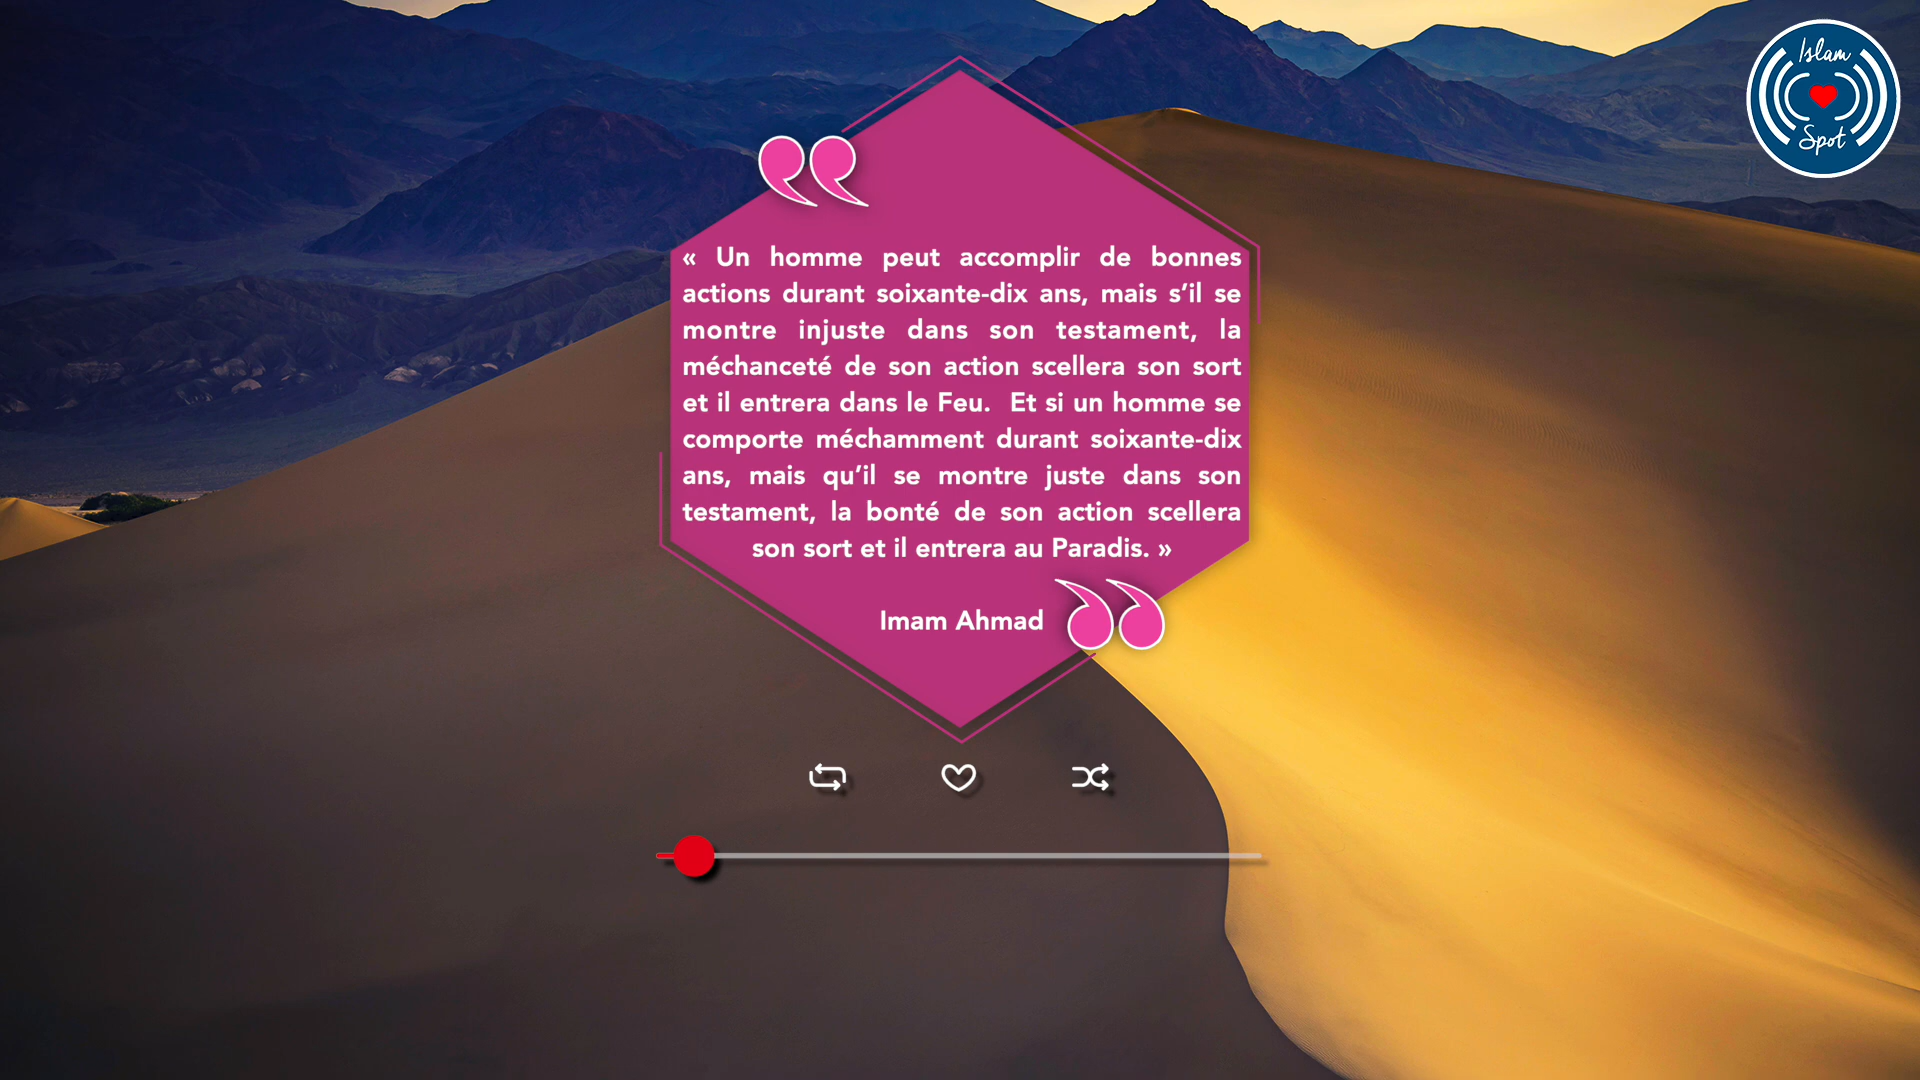 Islam
Spot
« Un homme peut accomplir de bonnes
actions durant soixante-dix ans, mais s’il se
montre injuste dans son testament, la
méchanceté de son action scellera son sort
et il entrera dans le Feu.  Et si un homme se
comporte méchamment durant soixante-dix
ans, mais qu’il se montre juste dans son
testament, la bonté de son action scellera
son sort et il entrera au Paradis. »
Imam Ahmad